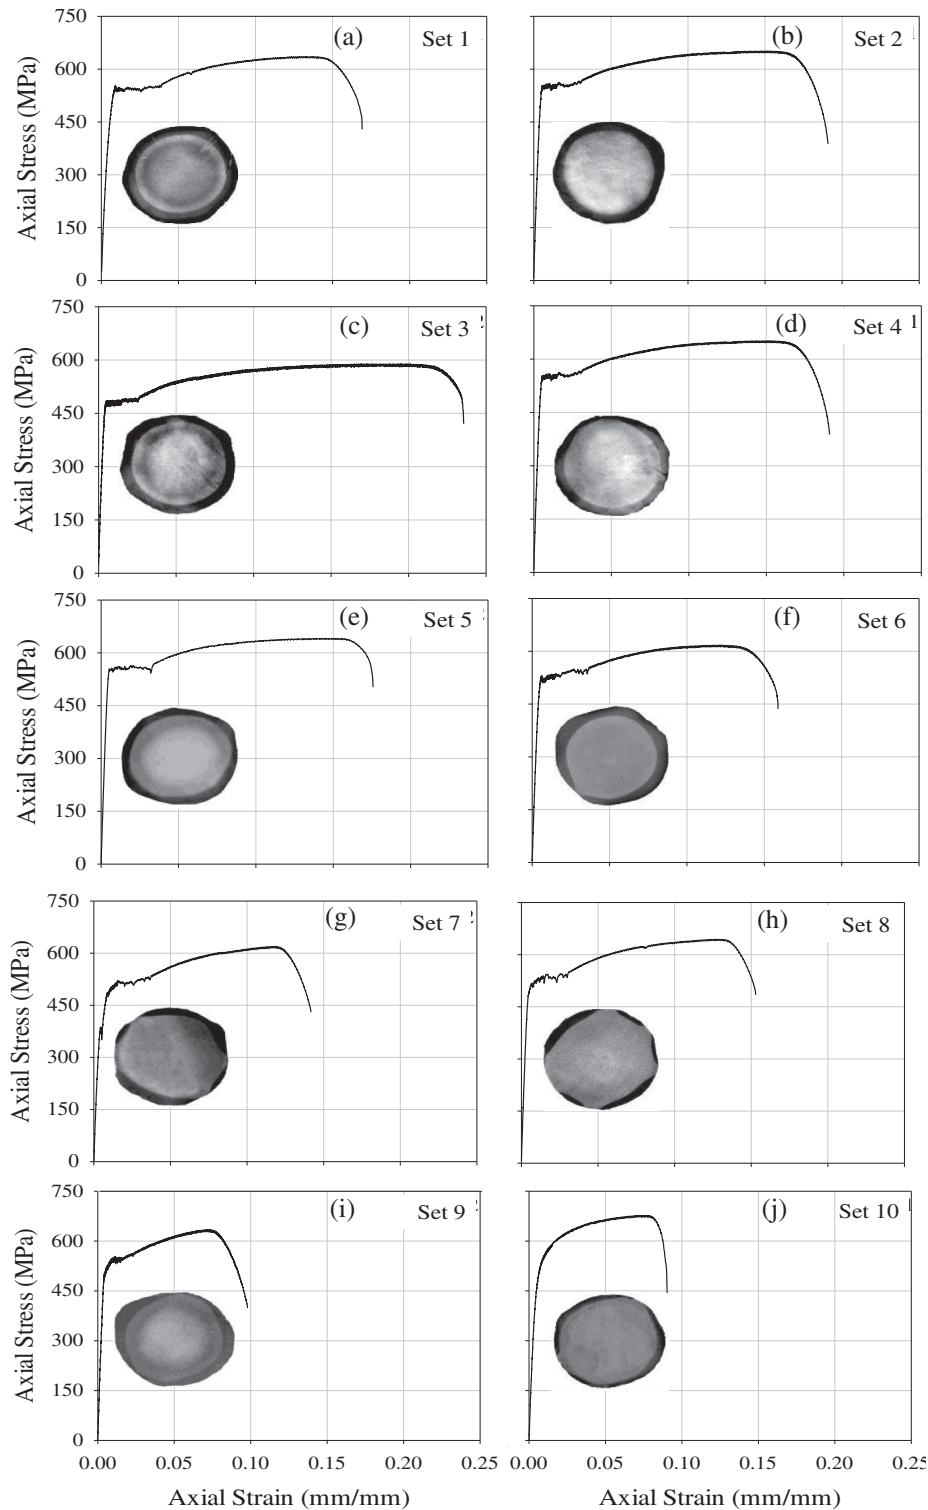 750
600
450
300
150
0
Axial Stress (MPa)
(a)
Set 1
(b)
Set 2
750
600
450
300
150
0
Axial Stress (MPa)
(c)
Set 3
(d)
Set 4
1
750
600
450
300
150
0
Axial Stress (MPa)
(e)
Set 5
(f)
Set 6
750
600
450
300
150
0
Axial Stress (MPa)
(g)
Set 7
(h)
Set 8
750
600
450
300
150
0
Axial Stress (MPa)
(i)
Set 9
(j)
Set 10
0.00 0.05 0.10 0.15 0.20 0.00 0.05 0.10 0.15 0.20 0.25
Axial Strain (mm/mm) Axial Strain (mm/mm)